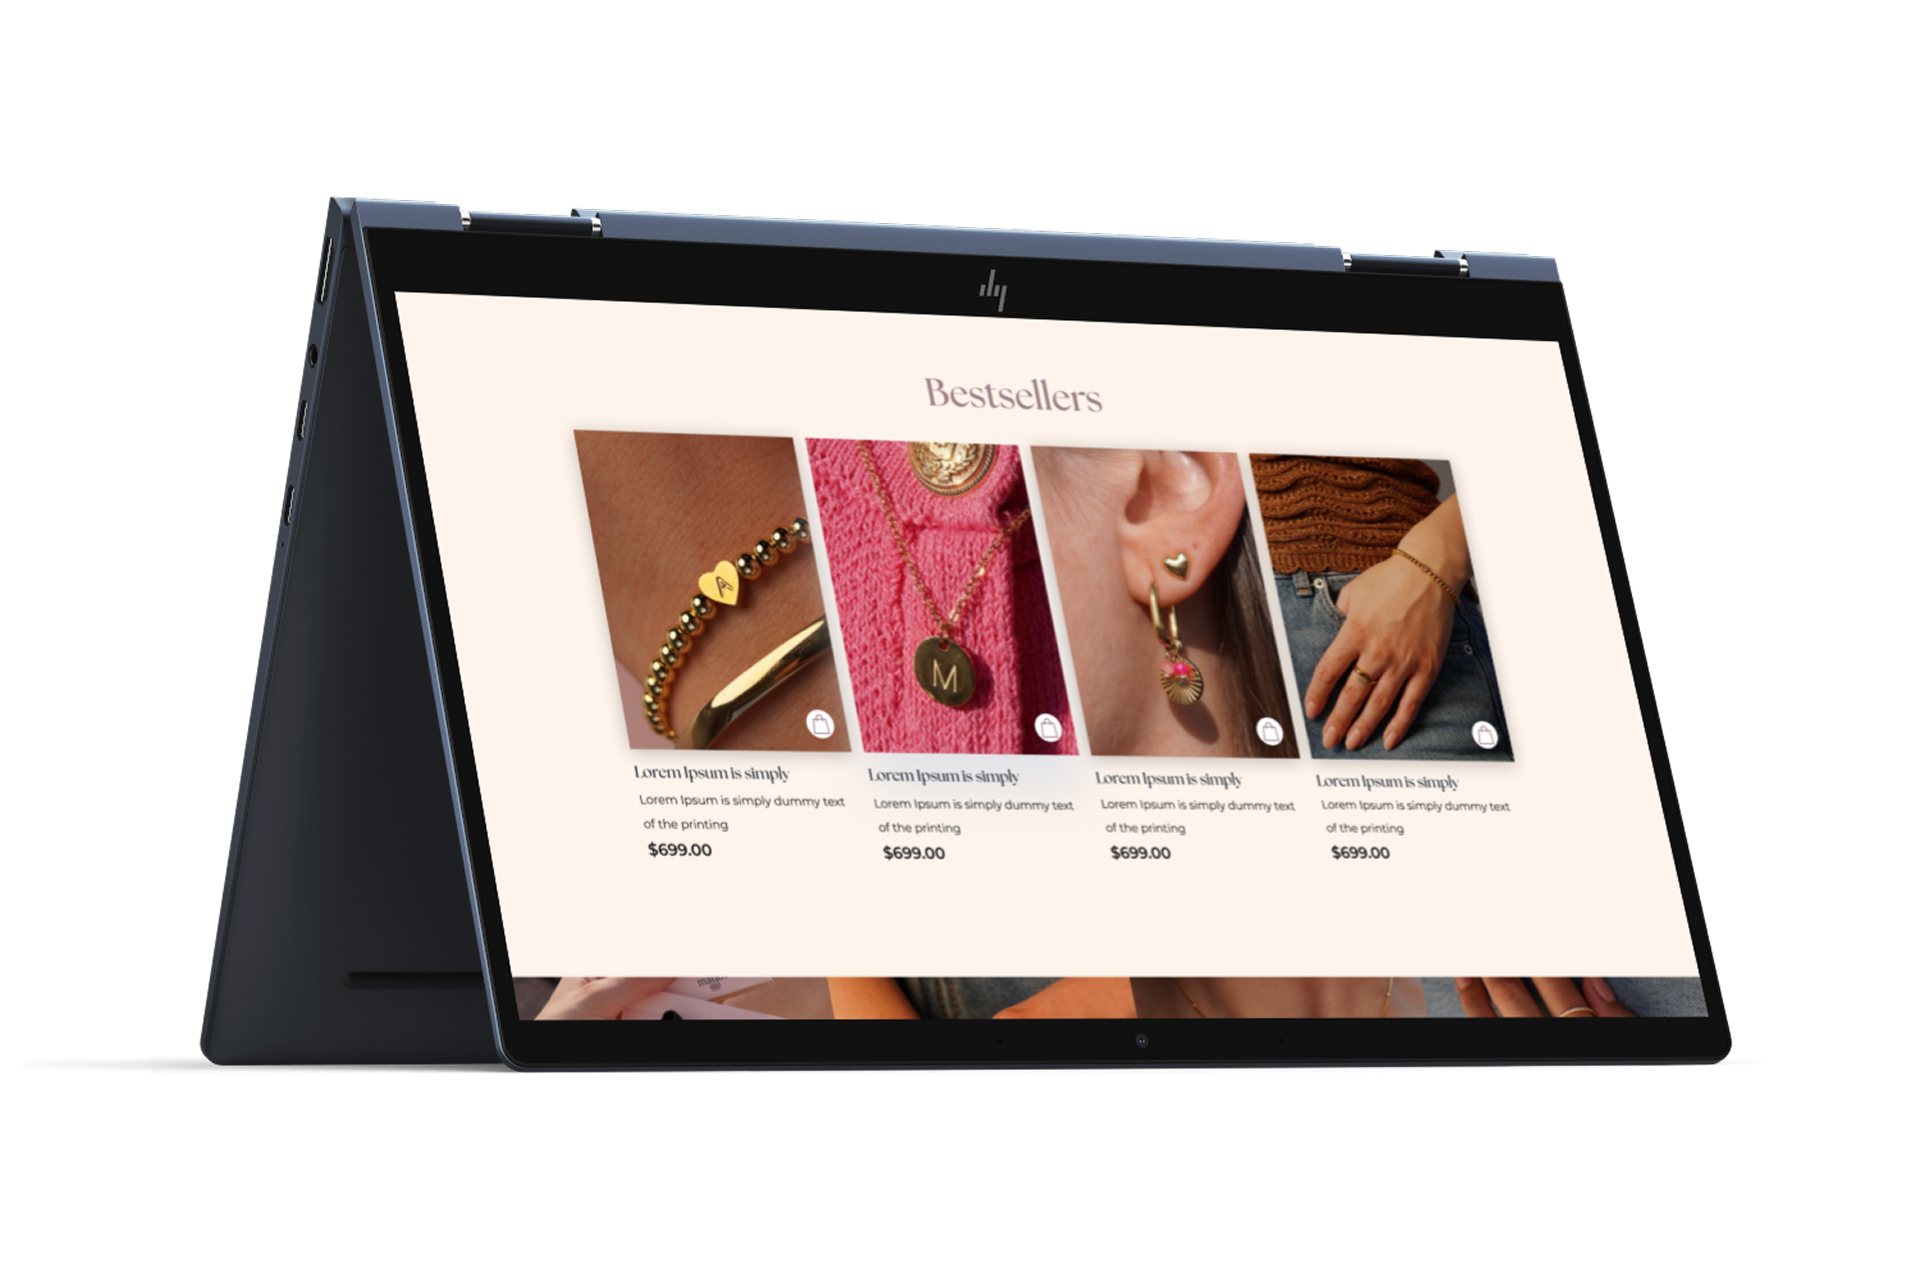 Bestsellers
M
Lorem Ipsum is simply
Lorem Ipsum is simply dummy text
of the printing
$699.00
Lorem Ipsum is simply
Lorem Ipsum is simply dummy text
of the printing
$699.00
Lorem Ipsum is simply
Lorem Ipsum is simply dummy text
of the printing
$699.00
Lorem Ipsum is simply
Lorem Ipsum is simply dummy text
of the printing
$699.00